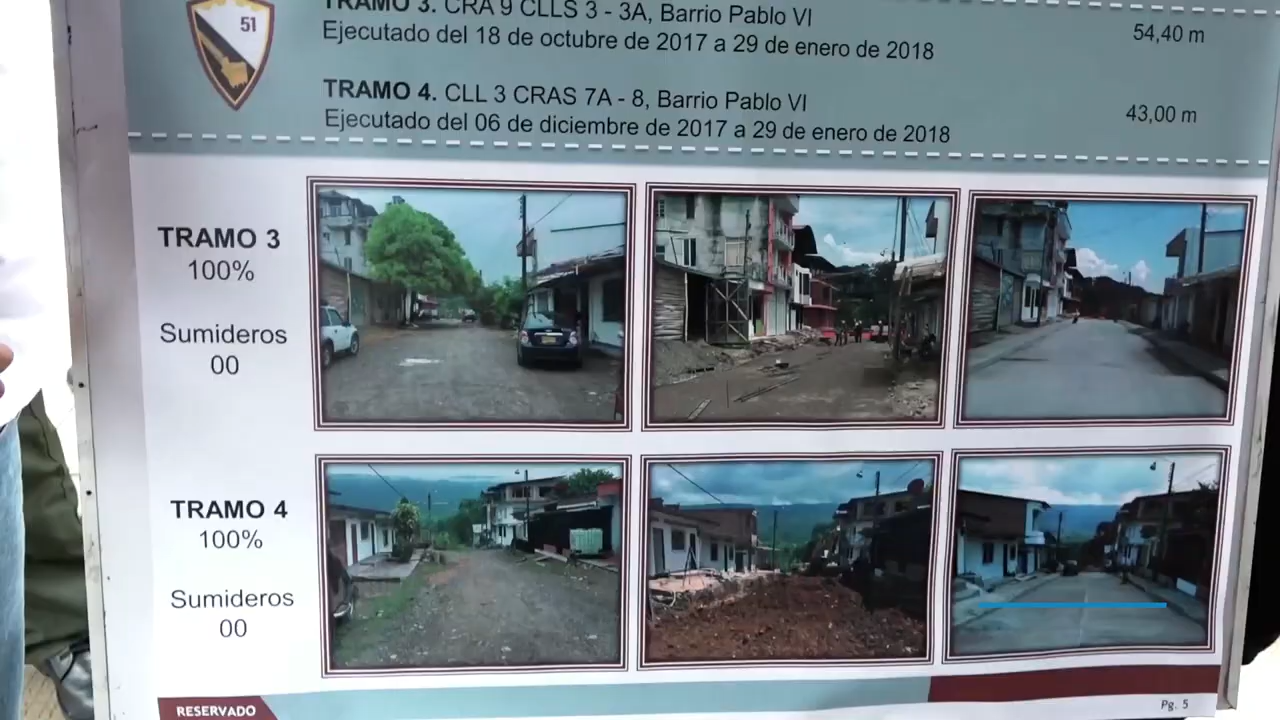 51
TRAMO 3. CRA 9 CLLS 3 - 3A, Barrio Pablo VI
54,40 m
Ejecutado del 18 de octubre de 2017 a 29 de enero de 2018
TRAMO 4. CLL 3 CRAS 7A - 8, Barrio Pablo VI
43,00 m
Ejecutado del 06 de diciembre de 2017 a 29 de enero de 2018
TRAMO 3
100%
Sumideros
00
TRAMO 4
100%
Sumideros
00
RESERVADO
Pg. 5